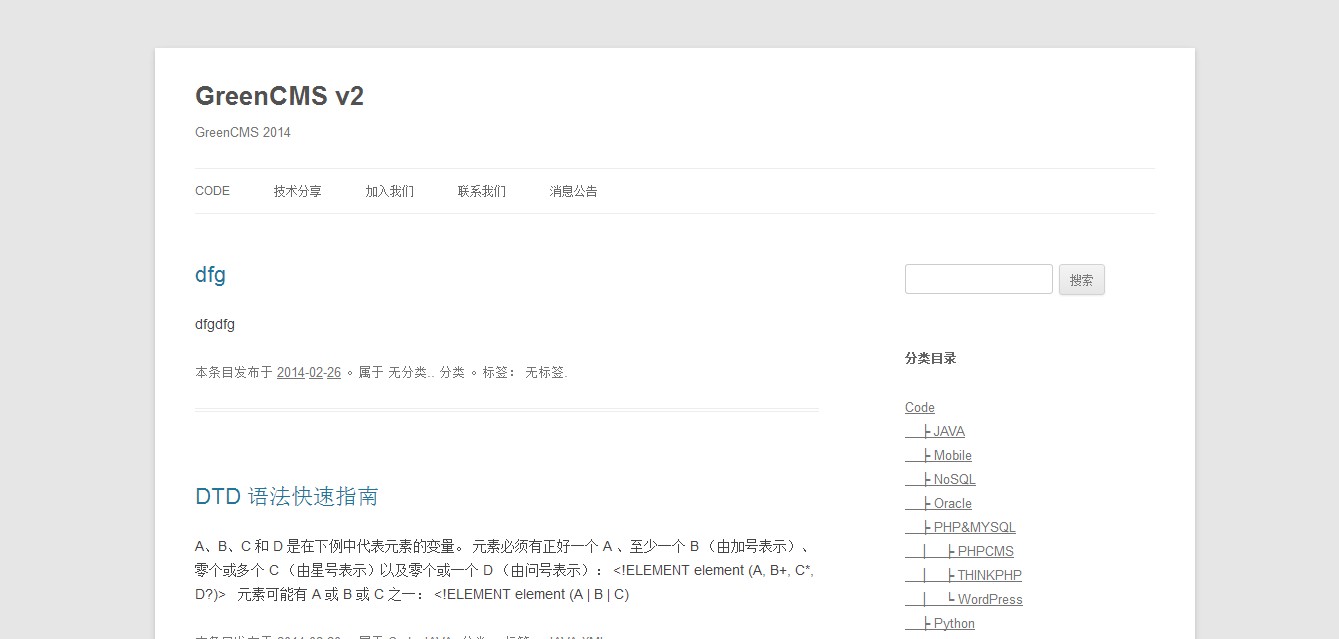 GreenCMS v2
GreenCMS 2014
CODE 技术分享 加入我们 联系我们 消息公告
dfg
dfgdfg
本条目发布于 2014-02-26 。属于 无分类.. 分类 。标签： 无标签.
DTD 语法快速指南
A、B、C 和 D 是在下例中代表元素的变量。 元素必须有正好一个 A 、至少一个 B （由加号表示）、
零个或多个 C （由星号表示）以及零个或一个 D （由问号表示）： <!ELEMENT element (A, B+, C*,
D?)> 元素可能有 A 或 B 或 C 之一： <!ELEMENT element (A | B | C)
搜索
分类目录
Code
├ JAVA
├ Mobile
├ NoSQL
├ Oracle
├ PHP&MYSQL
│ ├ PHPCMS
│ ├ THINKPHP
│ └ WordPress
├ Python